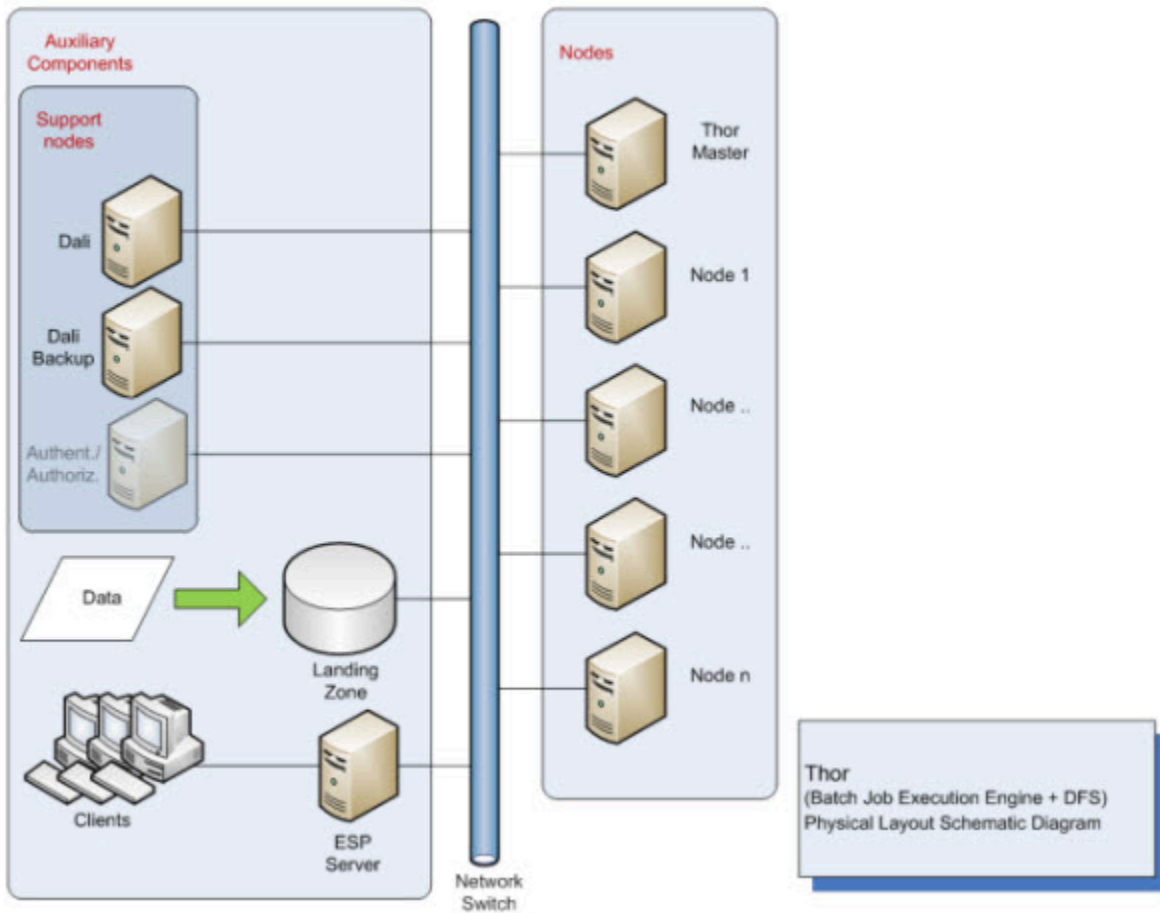 Auxiliary
Components
Support
nodes
Dali
Dali
Backup
Authent./
Authoriz.
Data
Landing
Zone
Clients
ESP
Server
Network
Switch
Nodes
Thor
Master
Node 1
Node ..
Node ..
Node n
Thor
(Batch Job Execution Engine + DFS)
Physical Layout Schematic Diagram